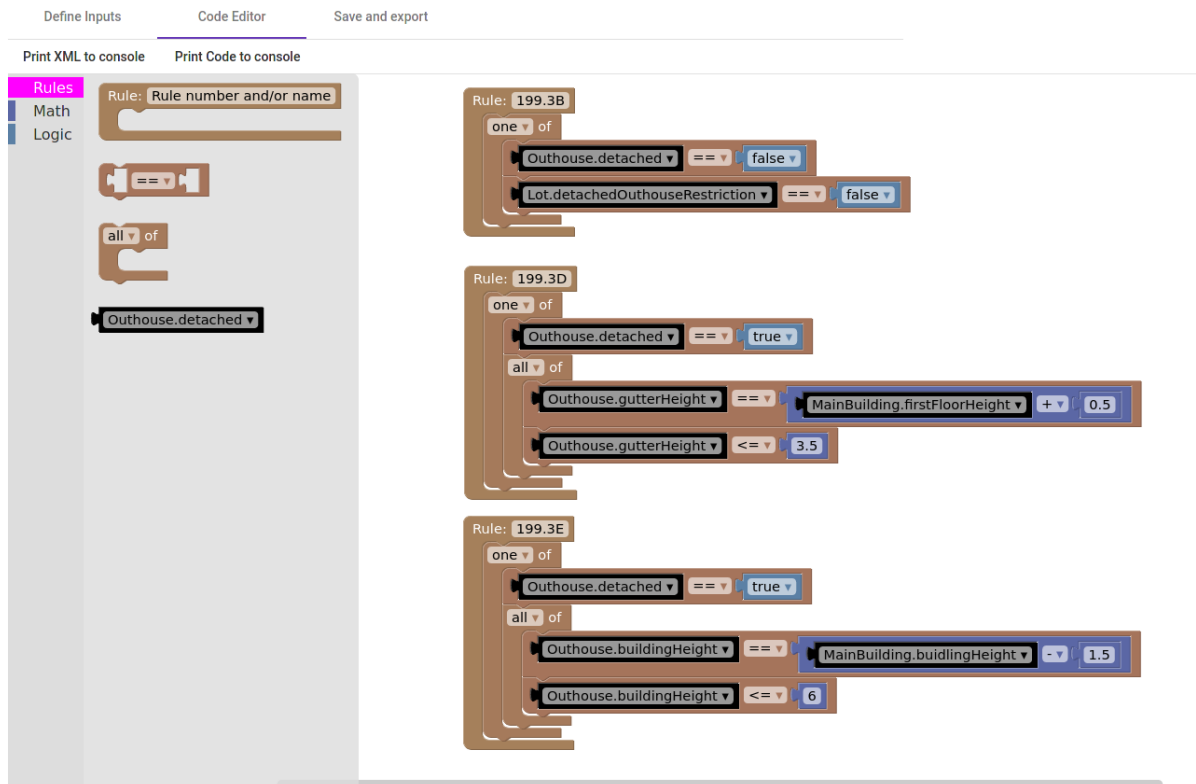 Define Inputs Code Editor Save and export
Print XML to console Print Code to console
Rules
Math
Logic
Rule: Rule number and/or name
== ▾
all ▾ of
Outhouse.detached ▾
Rule: 199.3B
one ▾ of
Outhouse.detached ▾ == ▾ false ▾
Lot.detachedOuthouseRestriction ▾ == ▾ false ▾
Rule: 199.3D
one ▾ of
Outhouse.detached ▾ == ▾ true ▾
all ▾ of
Outhouse.gutterHeight ▾ == ▾ MainBuilding.firstFloorHeight ▾ + ▾ 0.5
Outhouse.gutterHeight ▾ <= ▾ 3.5
Rule: 199.3E
one ▾ of
Outhouse.detached ▾ == ▾ true ▾
all ▾ of
Outhouse.buildingHeight ▾ == ▾ MainBuilding.buidlingHeight ▾ - ▾ 1.5
Outhouse.buildingHeight ▾ <= ▾ 6